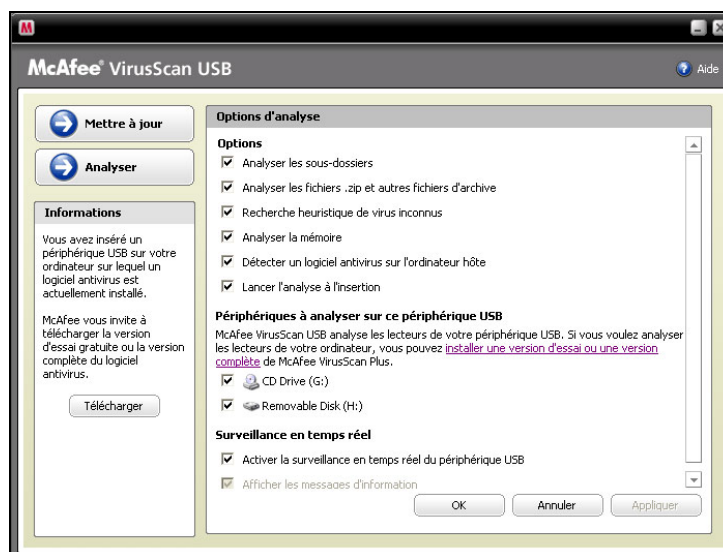 McAfee® VirusScan USB
Aide
Mettre à jour
Analyser
Informations
Vous avez inséré un
périphérique USB sur votre
ordinateur sur lequel un
logiciel antivirus est
actuellement installé.
McAfee vous invite à
télécharger la version
d'essai gratuite ou la version
complète du logiciel
antivirus.
Télécharger
Options d'analyse
Options
Analyser les sous-dossiers
Analyser les fichiers .zip et autres fichiers d'archive
Recherche heuristique de virus inconnus
Analyser la mémoire
Détecter un logiciel antivirus sur l'ordinateur hôte
Lancer l'analyse à l'insertion
Périphériques à analyser sur ce périphérique USB
McAfee VirusScan USB analyse les lecteurs de votre périphérique USB. Si vous voulez analyser
les lecteurs de votre ordinateur, vous pouvez installer une version d'essai ou une version
complète de McAfee VirusScan Plus.
CD Drive (G:)
Removable Disk (H:)
Surveillance en temps réel
Activer la surveillance en temps réel du périphérique USB
Afficher les messages d'information
OK
Annuler
Appliquer